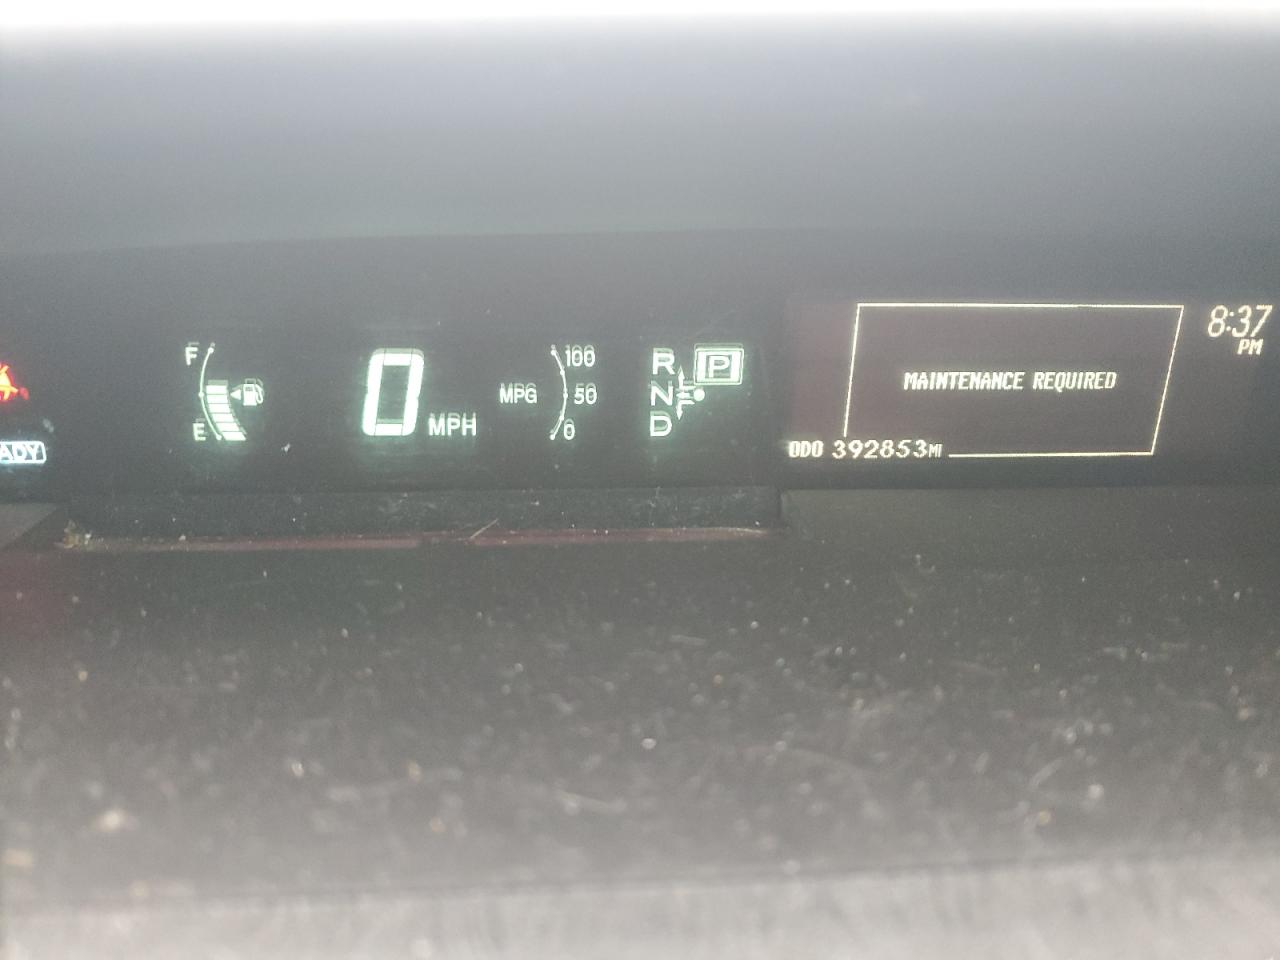 F
E
ADY
0 MPH
MPG
100
50
0
R
N
D
P
MAINTENANCE REQUIRED
ODO 392853MI
8:37
PM